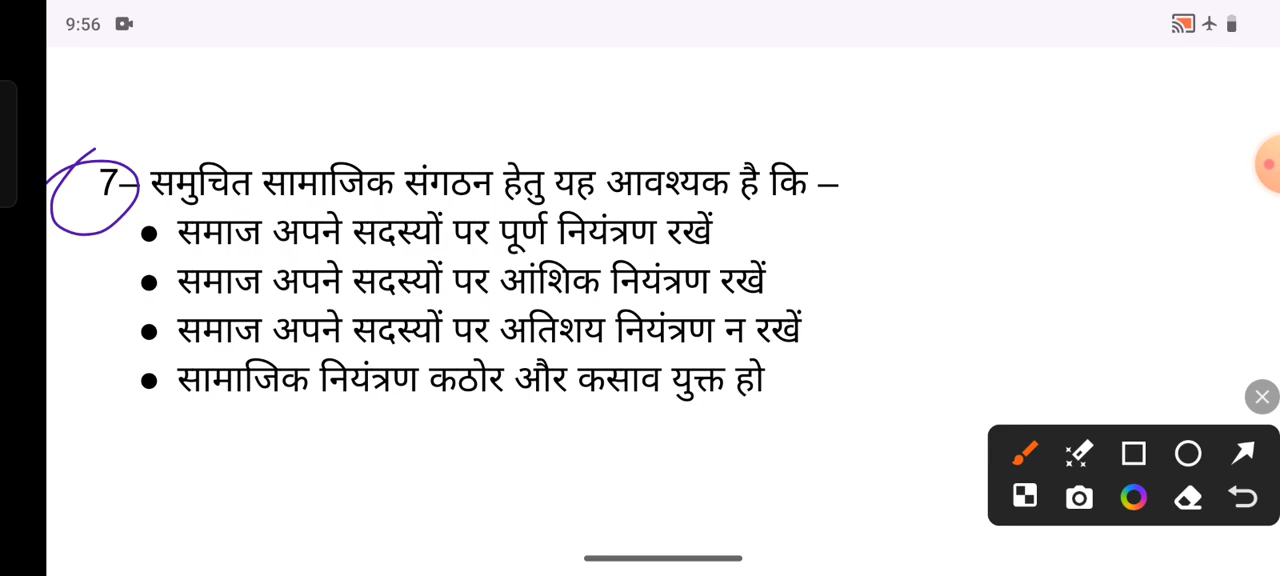 9:56
7– समुचित सामाजिक संगठन हेतु यह आवश्यक है कि –
● समाज अपने सदस्यों पर पूर्ण नियंत्रण रखें
● समाज अपने सदस्यों पर आंशिक नियंत्रण रखें
● समाज अपने सदस्यों पर अतिशय नियंत्रण न रखें
● सामाजिक नियंत्रण कठोर और कसाव युक्त हो